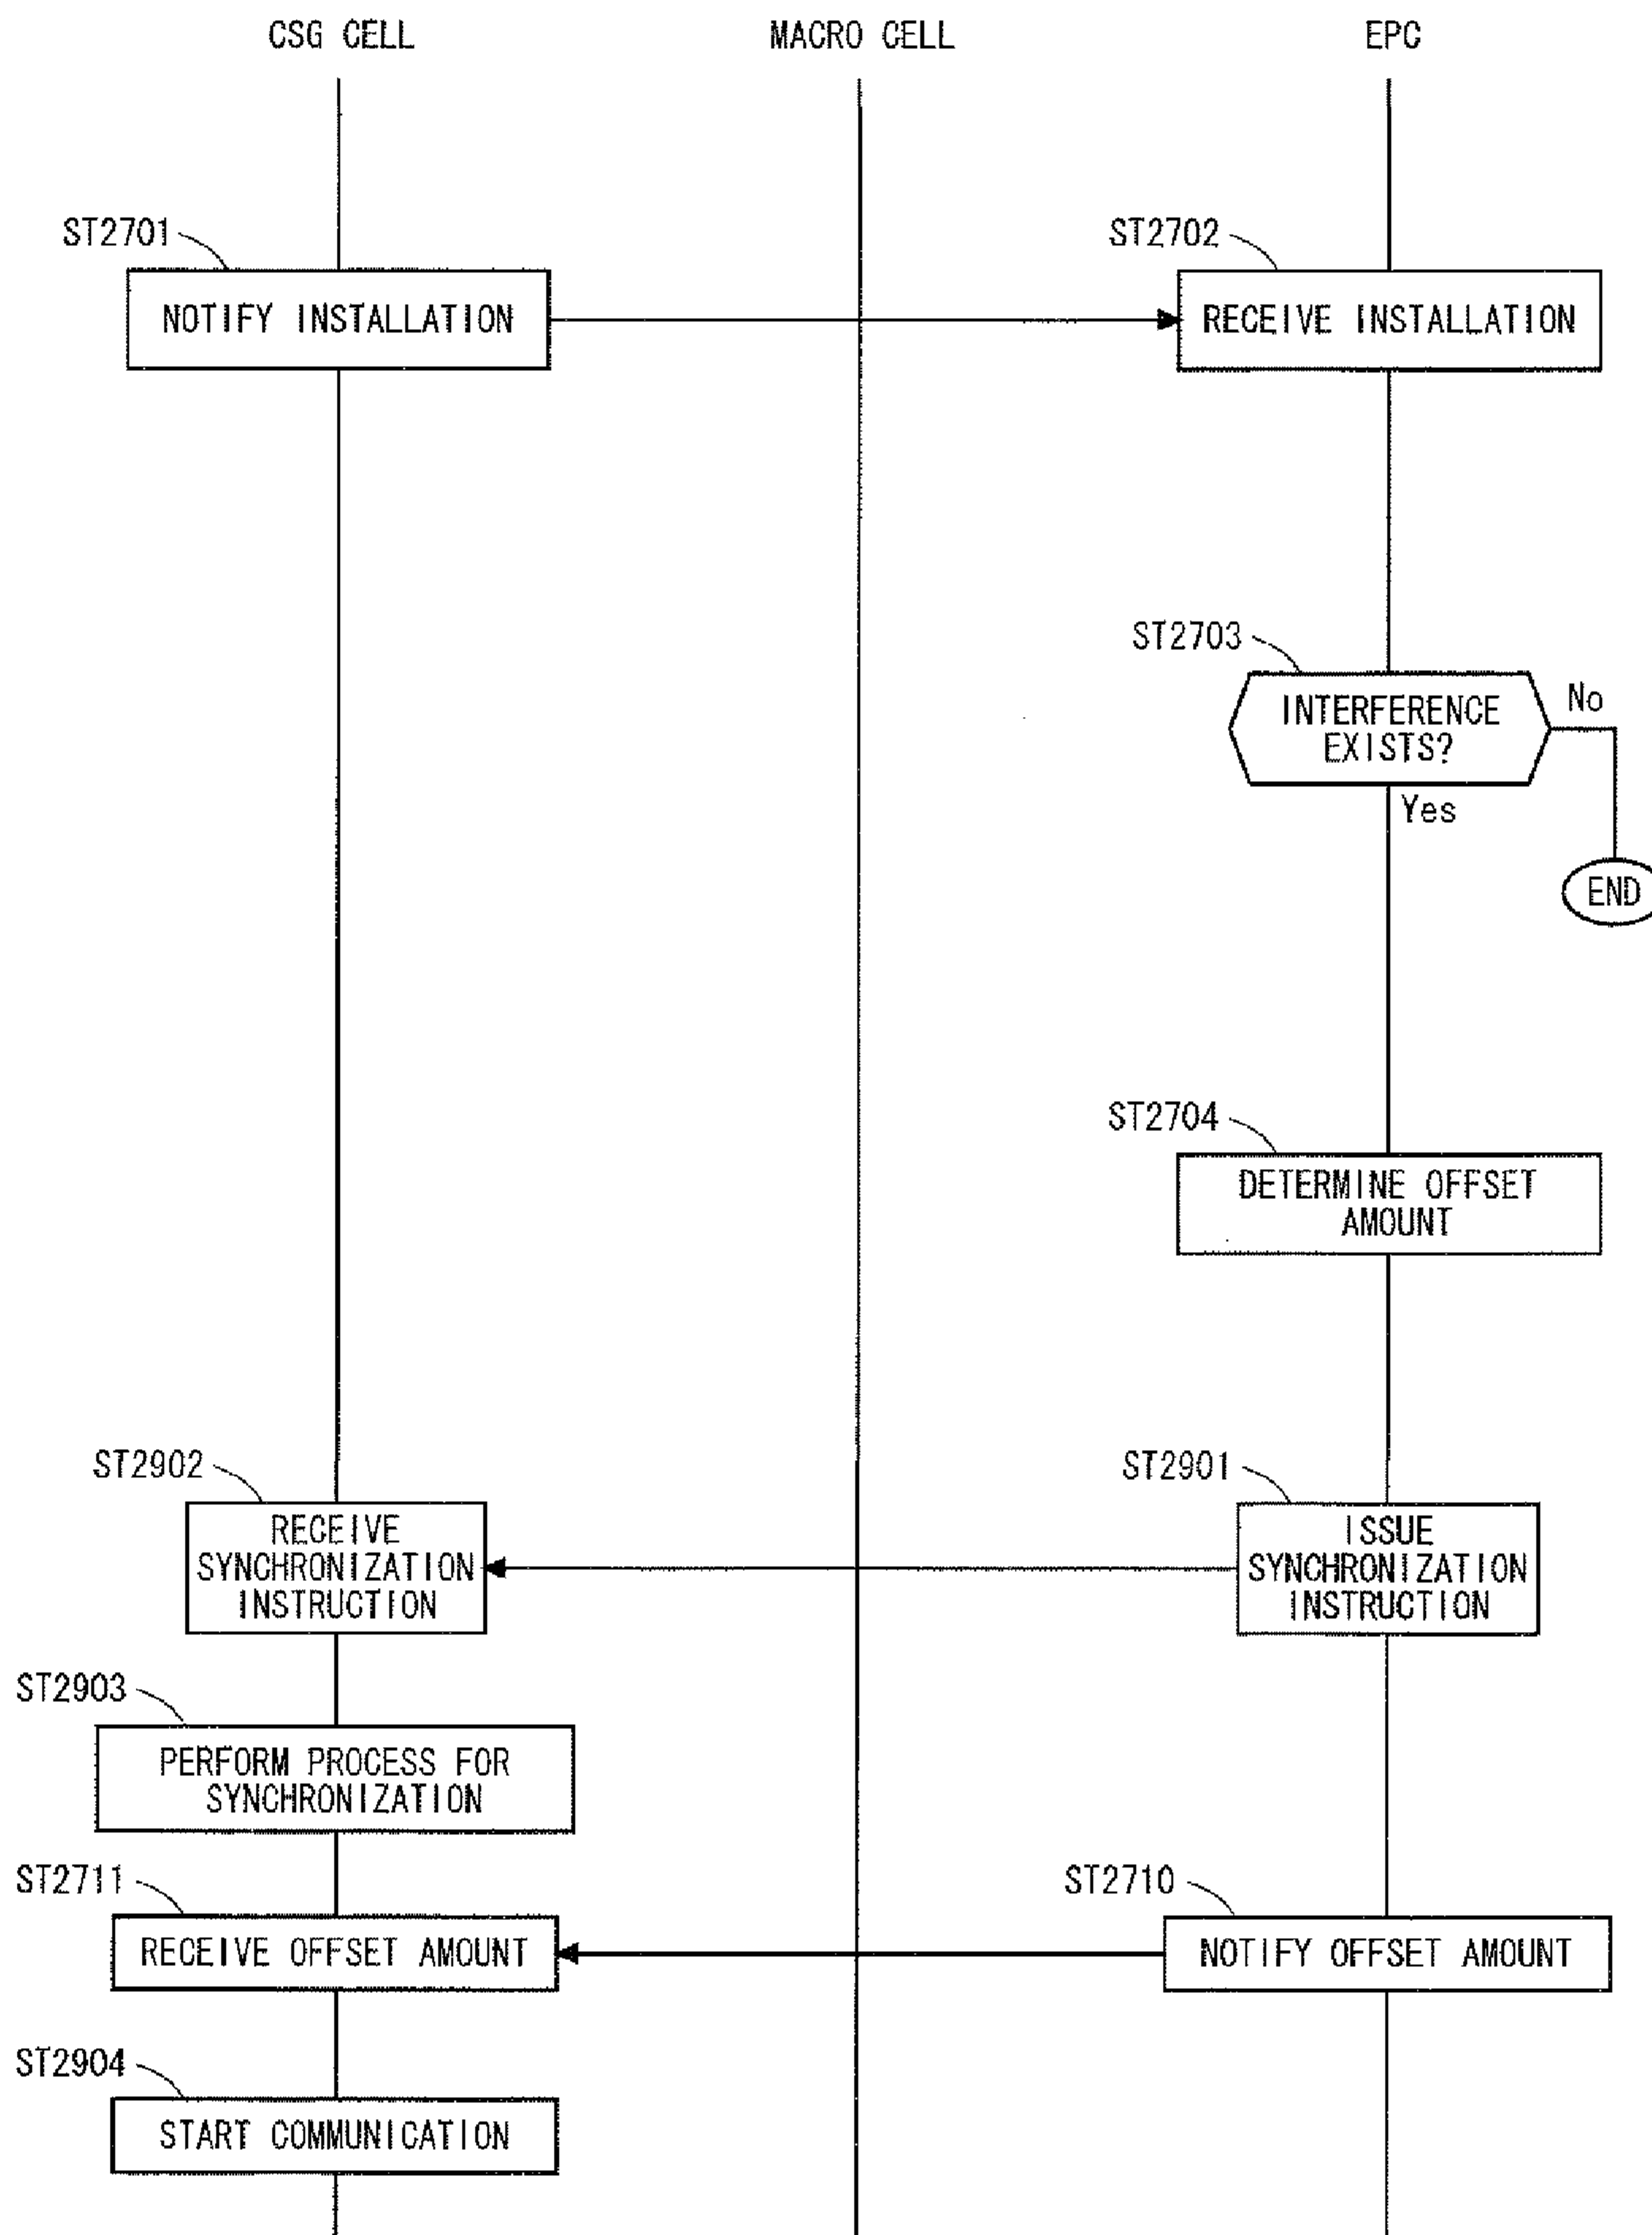 CSG CELL
MACRO CELL
EPC
ST2701
ST2702
NOTIFY INSTALLATION
RECEIVE INSTALLATION
ST2703
INTERFERENCE
EXISTS?
No
Yes
END
ST2704
DETERMINE OFFSET
AMOUNT
ST2902
ST2901
RECEIVE
SYNCHRONIZATION
INSTRUCTION
ISSUE
SYNCHRONIZATION
INSTRUCTION
ST2903
PERFORM PROCESS FOR
SYNCHRONIZATION
ST2711
ST2710
RECEIVE OFFSET AMOUNT
NOTIFY OFFSET AMOUNT
ST2904
START COMMUNICATION